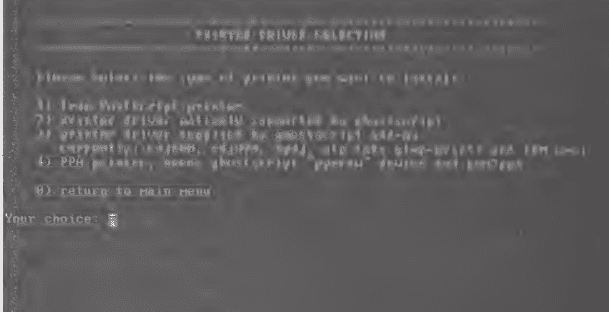 PRINTER DRIVER SELECTION
Please select the type of printer you want to install
1) True PostScript printer
2) printer driver natively supported by ghostscript
3) printer driver supplied by ghostscript add-on
4) PPA printer, needs ghostscript "ppmraw" device and pnm2ppa
0) return to main menu
Your choice: